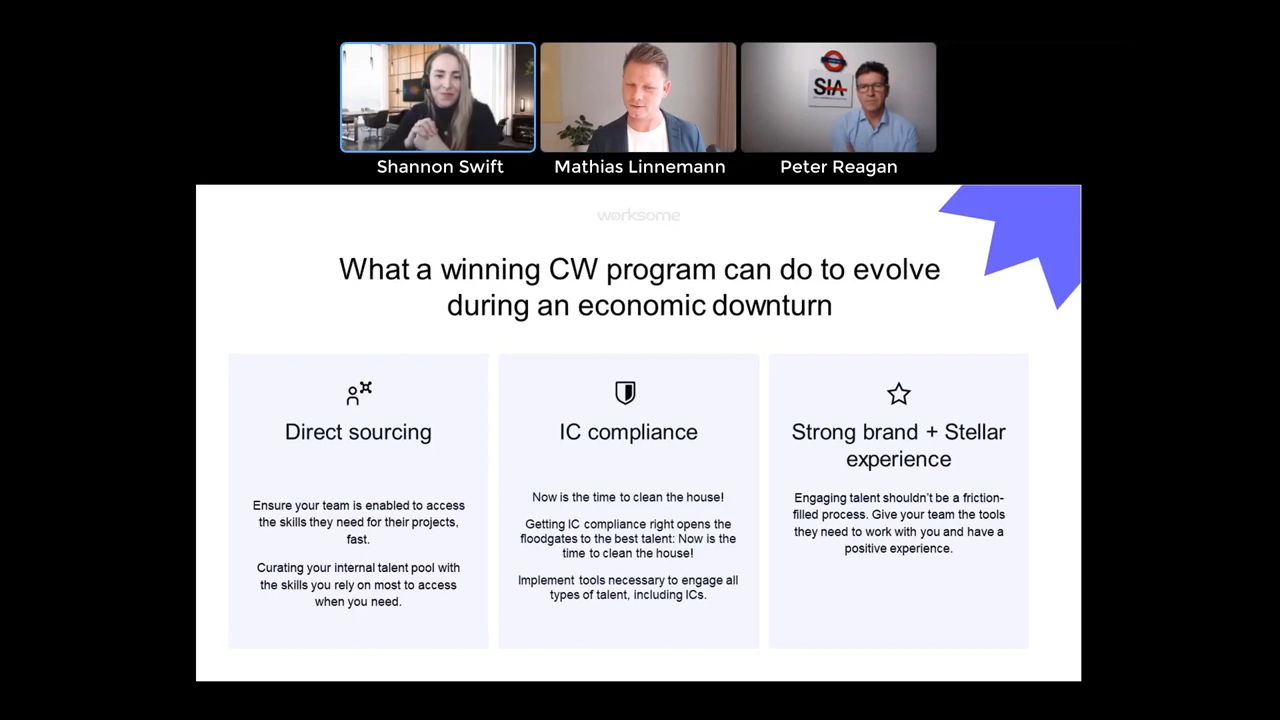 SIA
Shannon Swift
Mathias Linnemann
Peter Reagan
worksome
What a winning CW program can do to evolve
during an economic downturn
Direct sourcing
Ensure your team is enabled to access
the skills they need for their projects,
fast.
Curating your internal talent pool with
the skills you rely on most to access
when you need.
IC compliance
Now is the time to clean the house!
Getting IC compliance right opens the
floodgates to the best talent: Now is the
time to clean the house!
Implement tools necessary to engage all
types of talent, including ICs.
Strong brand + Stellar
experience
Engaging talent shouldn't be a friction-
filled process. Give your team the tools
they need to work with you and have a
positive experience.